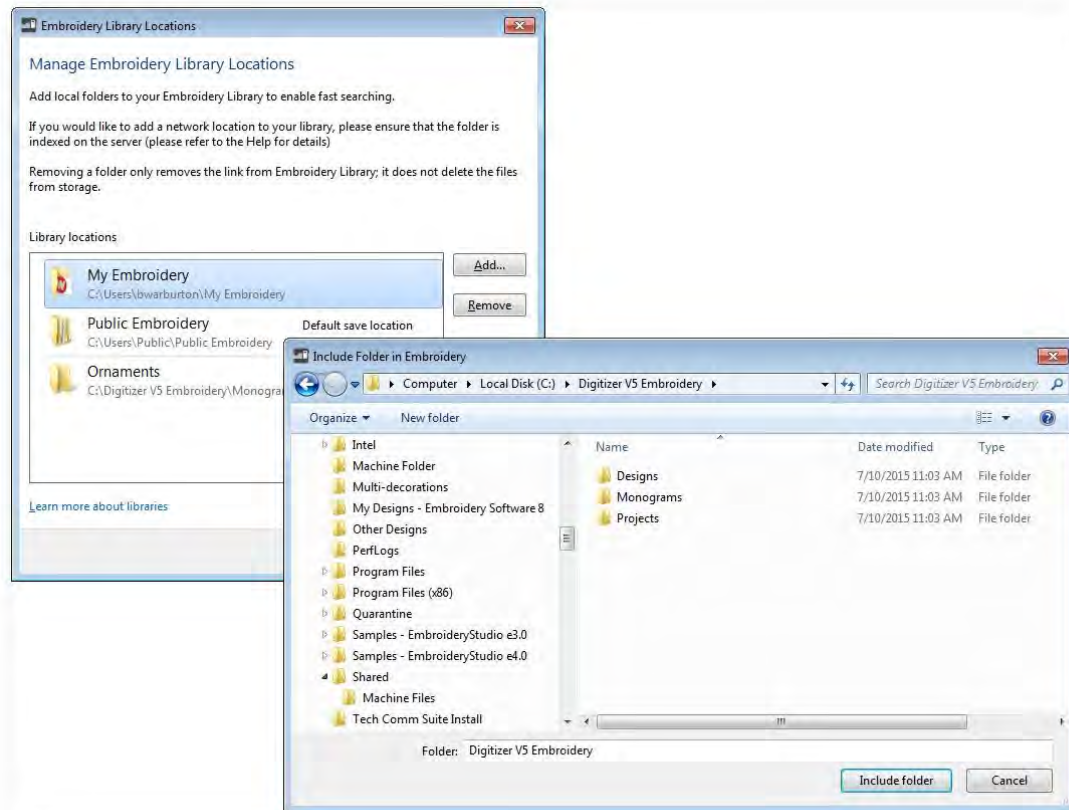 Embroidery Library Locations
Manage Embroidery Library Locations
Add local folders to your Embroidery Library to enable fast searching.
If you would like to add a network location to your library, please ensure that the folder is
indexed on the server (please refer to the Help for details)
Removing a folder only removes the link from Embroidery Library; it does not delete the files
from storage.
Library locations
My Embroidery
C:\Users\bwarburton\My Embroidery
Public Embroidery
Default save location
C:\Users\Public\Public Embroidery
Ornaments
C:\Digitizer V5 Embroidery\Monogra
Add...
Remove
Learn more about libraries
Include Folder in Embroidery
Computer Local Disk (C:) Digitizer V5 Embroidery
Search Digitizer V5 Embroidery
Organize New folder
Intel
Machine Folder
Multi-decorations
My Designs - Embroidery Software 8
Other Designs
PerfLogs
Program Files
Program Files (x86)
Quarantine
Samples - EmbroideryStudio e3.0
Samples - EmbroideryStudio e4.0
Shared
Machine Files
Tech Comm Suite Install
Name Date modified Type
Designs 7/10/2015 11:03 AM File folder
Monograms 7/10/2015 11:03 AM File folder
Projects 7/10/2015 11:03 AM File folder
Folder: Digitizer V5 Embroidery
Include folder Cancel